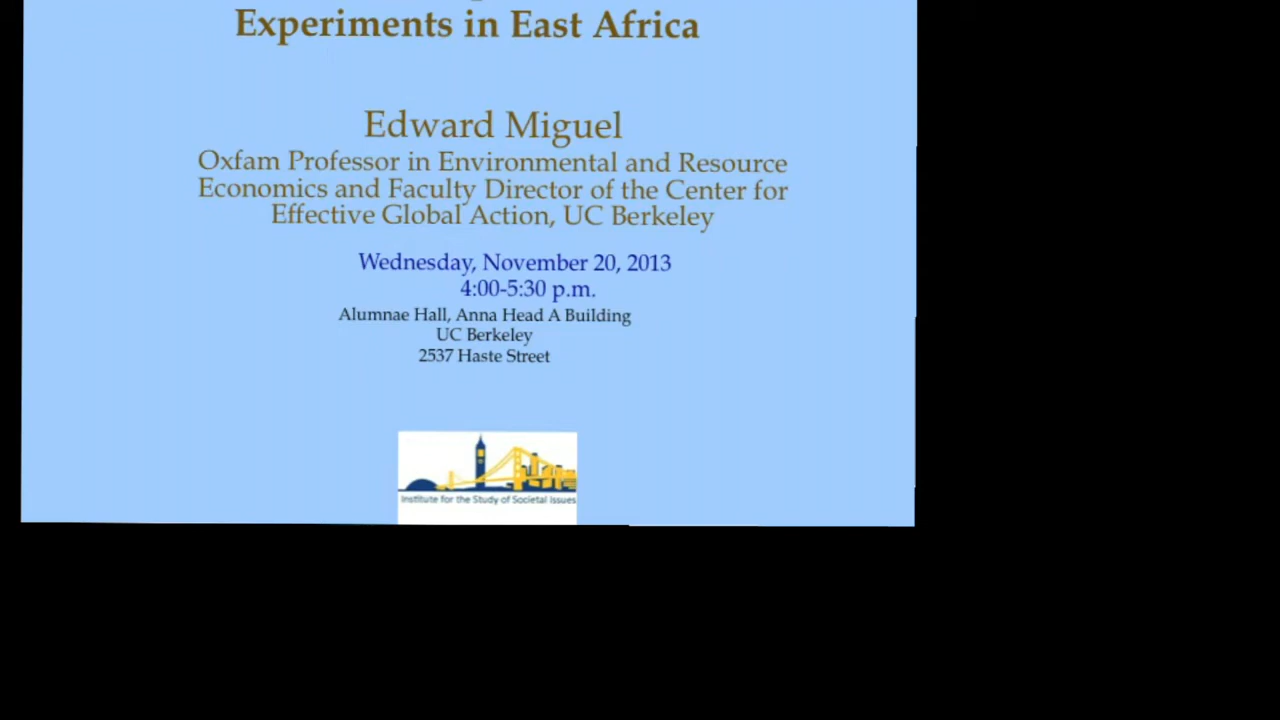 Experiments in East Africa
Edward Miguel
Oxfam Professor in Environmental and Resource
Economics and Faculty Director of the Center for
Effective Global Action, UC Berkeley
Wednesday, November 20, 2013
4:00-5:30 p.m.
Alumnae Hall, Anna Head A Building
UC Berkeley
2537 Haste Street
Institute for the Study of Societal Issues